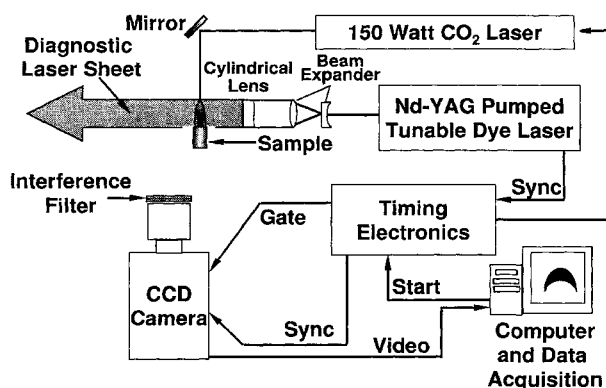 Mirror
150 Watt CO₂ Laser
Diagnostic
Laser Sheet
Cylindrical
Lens
Beam
Expander
Nd-YAG Pumped
Tunable Dye Laser
Sample
Interference
Filter
Sync
Gate
Timing
Electronics
CCD
Camera
Start
Sync
Video
Computer
and Data
Acquisition